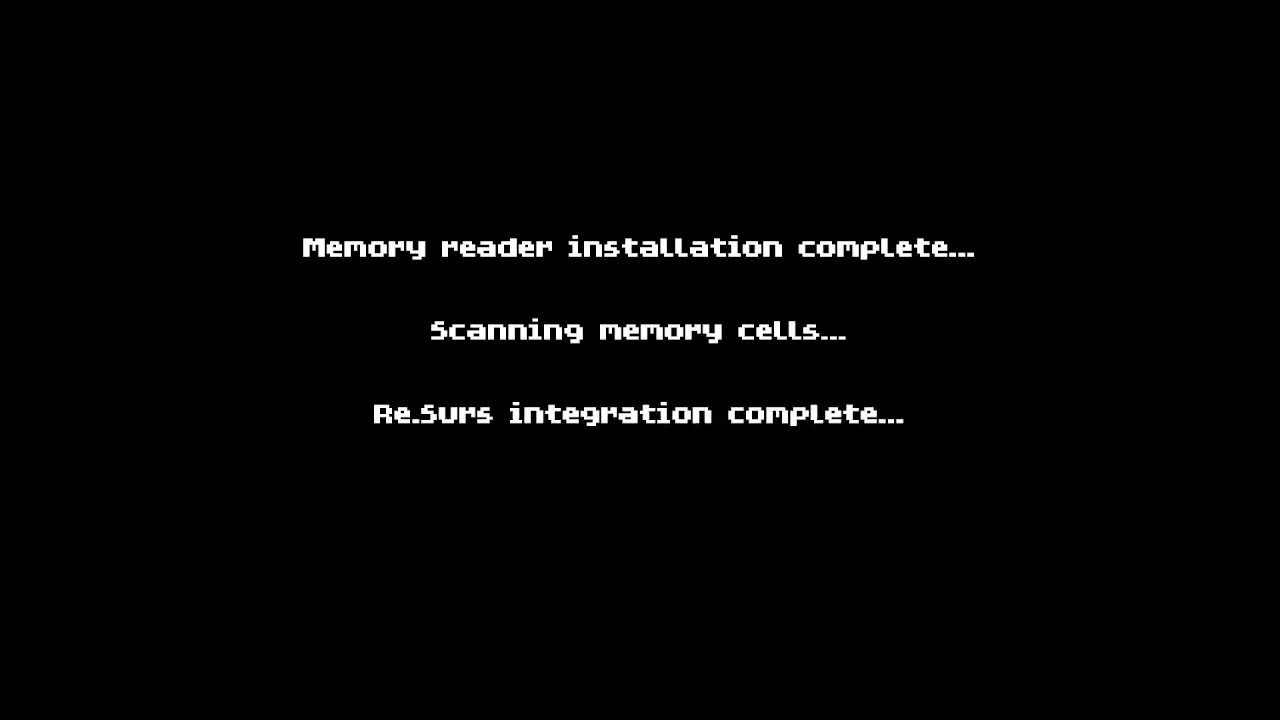 Memory reader installation complete...
Scanning memory cells...
Re.Surs integration complete...